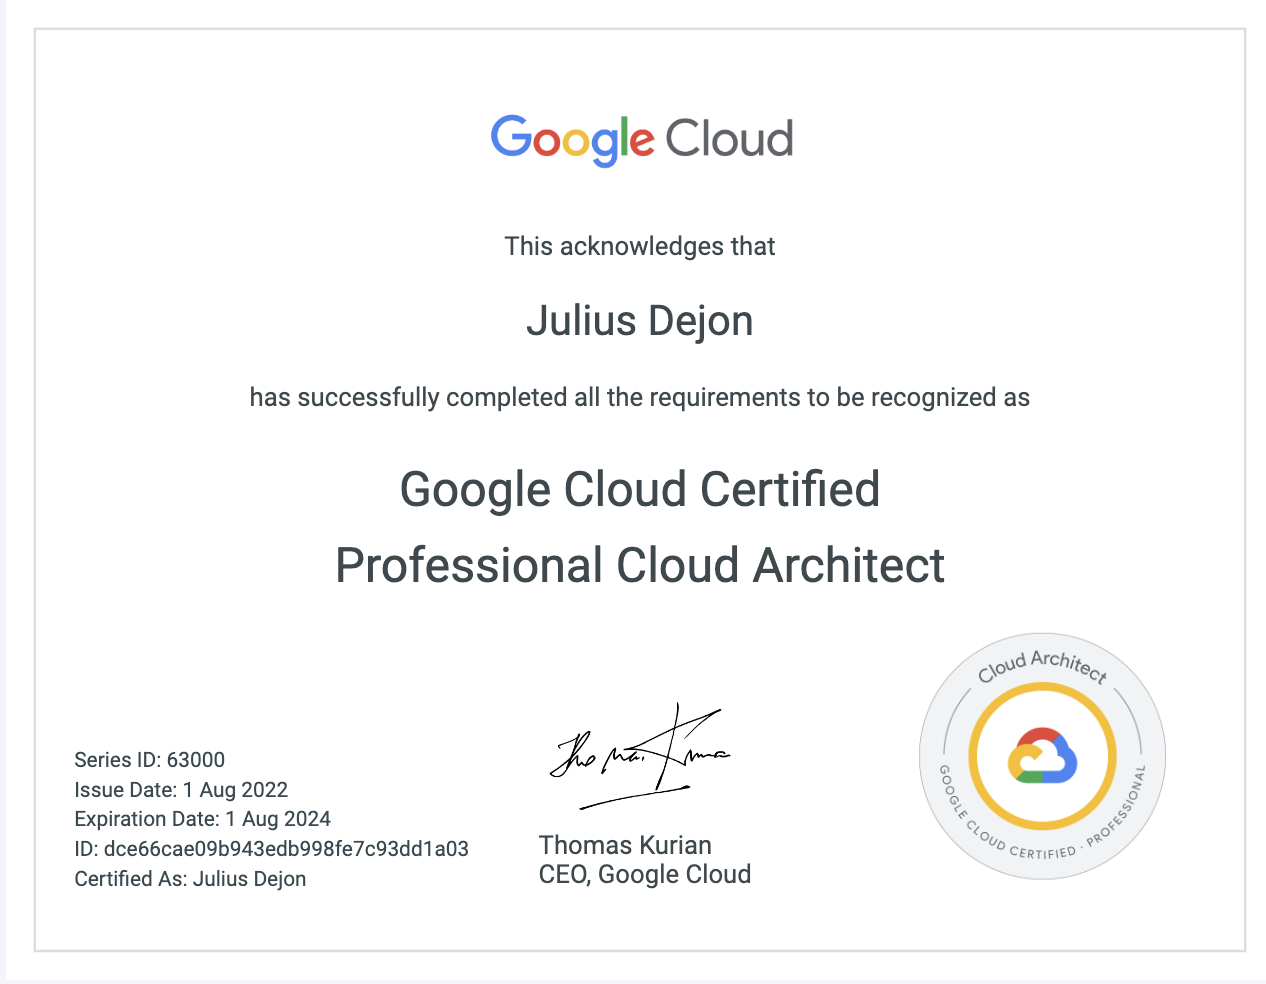 Google Cloud
This acknowledges that
Julius Dejon
has successfully completed all the requirements to be recognized as
Google Cloud Certified
Professional Cloud Architect
Series ID: 63000
Issue Date: 1 Aug 2022
Expiration Date: 1 Aug 2024
ID: dce66cae09b943edb998fe7c93dd1a03
Certified As: Julius Dejon
Thomas Kurian
Thomas Kurian
CEO, Google Cloud
Cloud Architect
GOOGLE CLOUD CERTIFIED · PROFESSIONAL